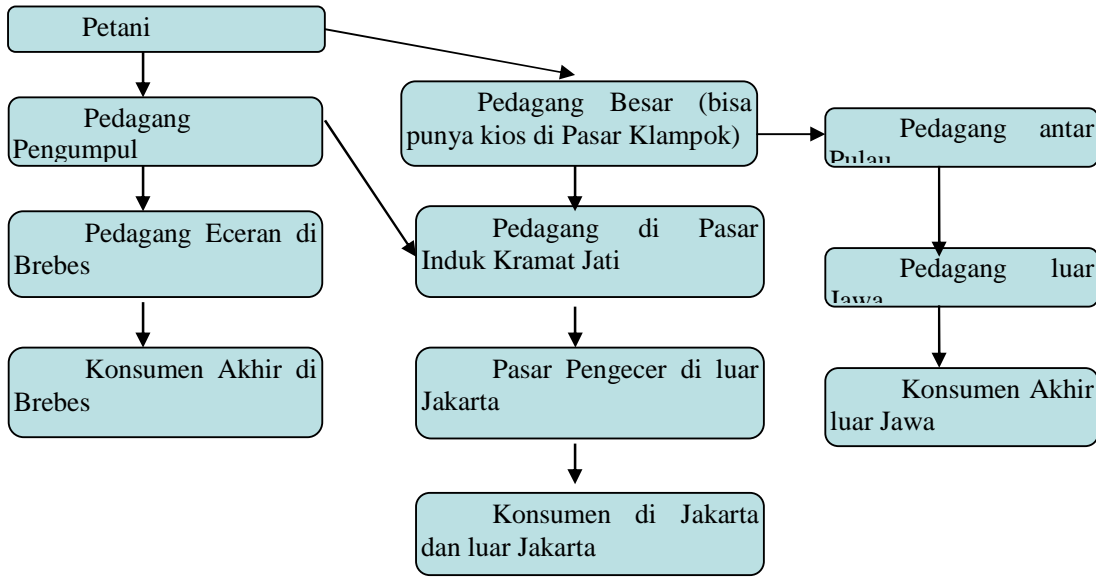 Petani
Pedagang
Pengumpul
Pedagang Eceran di
Brebes
Konsumen Akhir di
Brebes
Pedagang Besar (bisa
punya kios di Pasar Klampok)
Pedagang di Pasar
Induk Kramat Jati
Pasar Pengecer di luar
Jakarta
Konsumen di Jakarta
dan luar Jakarta
Pedagang antar
Pulau
Pedagang luar
Jawa
Konsumen Akhir
luar Jawa